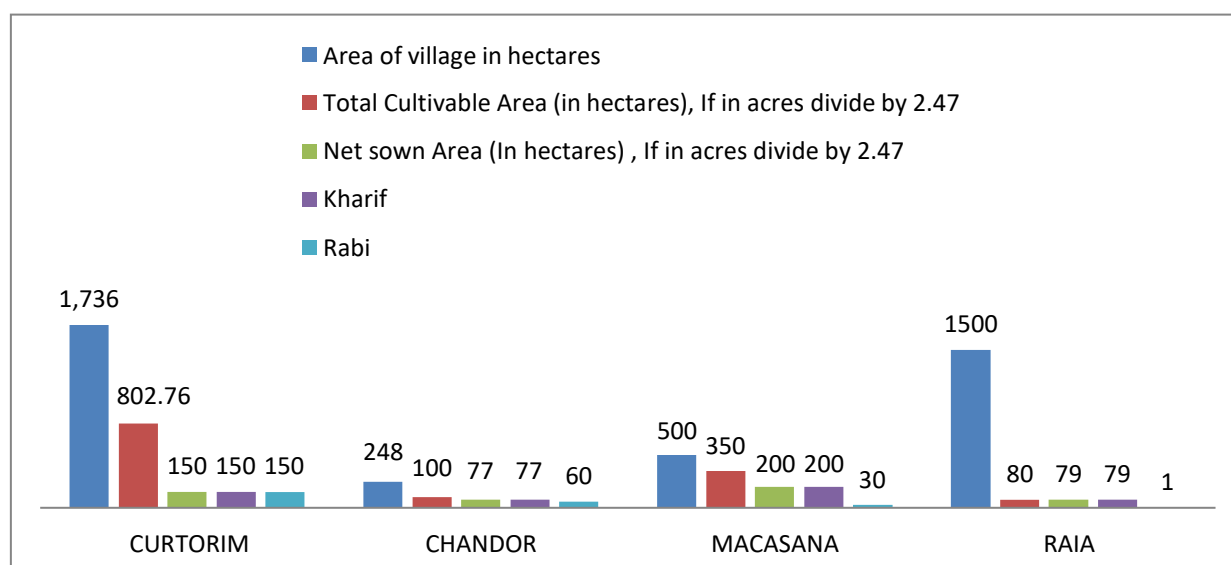 Area of village in hectares
Total Cultivable Area (in hectares), If in acres divide by 2.47
Net sown Area (In hectares) , If in acres divide by 2.47
Kharif
Rabi
1,736
802.76
150 150 150
248
100
77
77
60
500
350
200
200
30
1500
80
79
79
1
CURTORIM
CHANDOR
MACASANA
RAIA